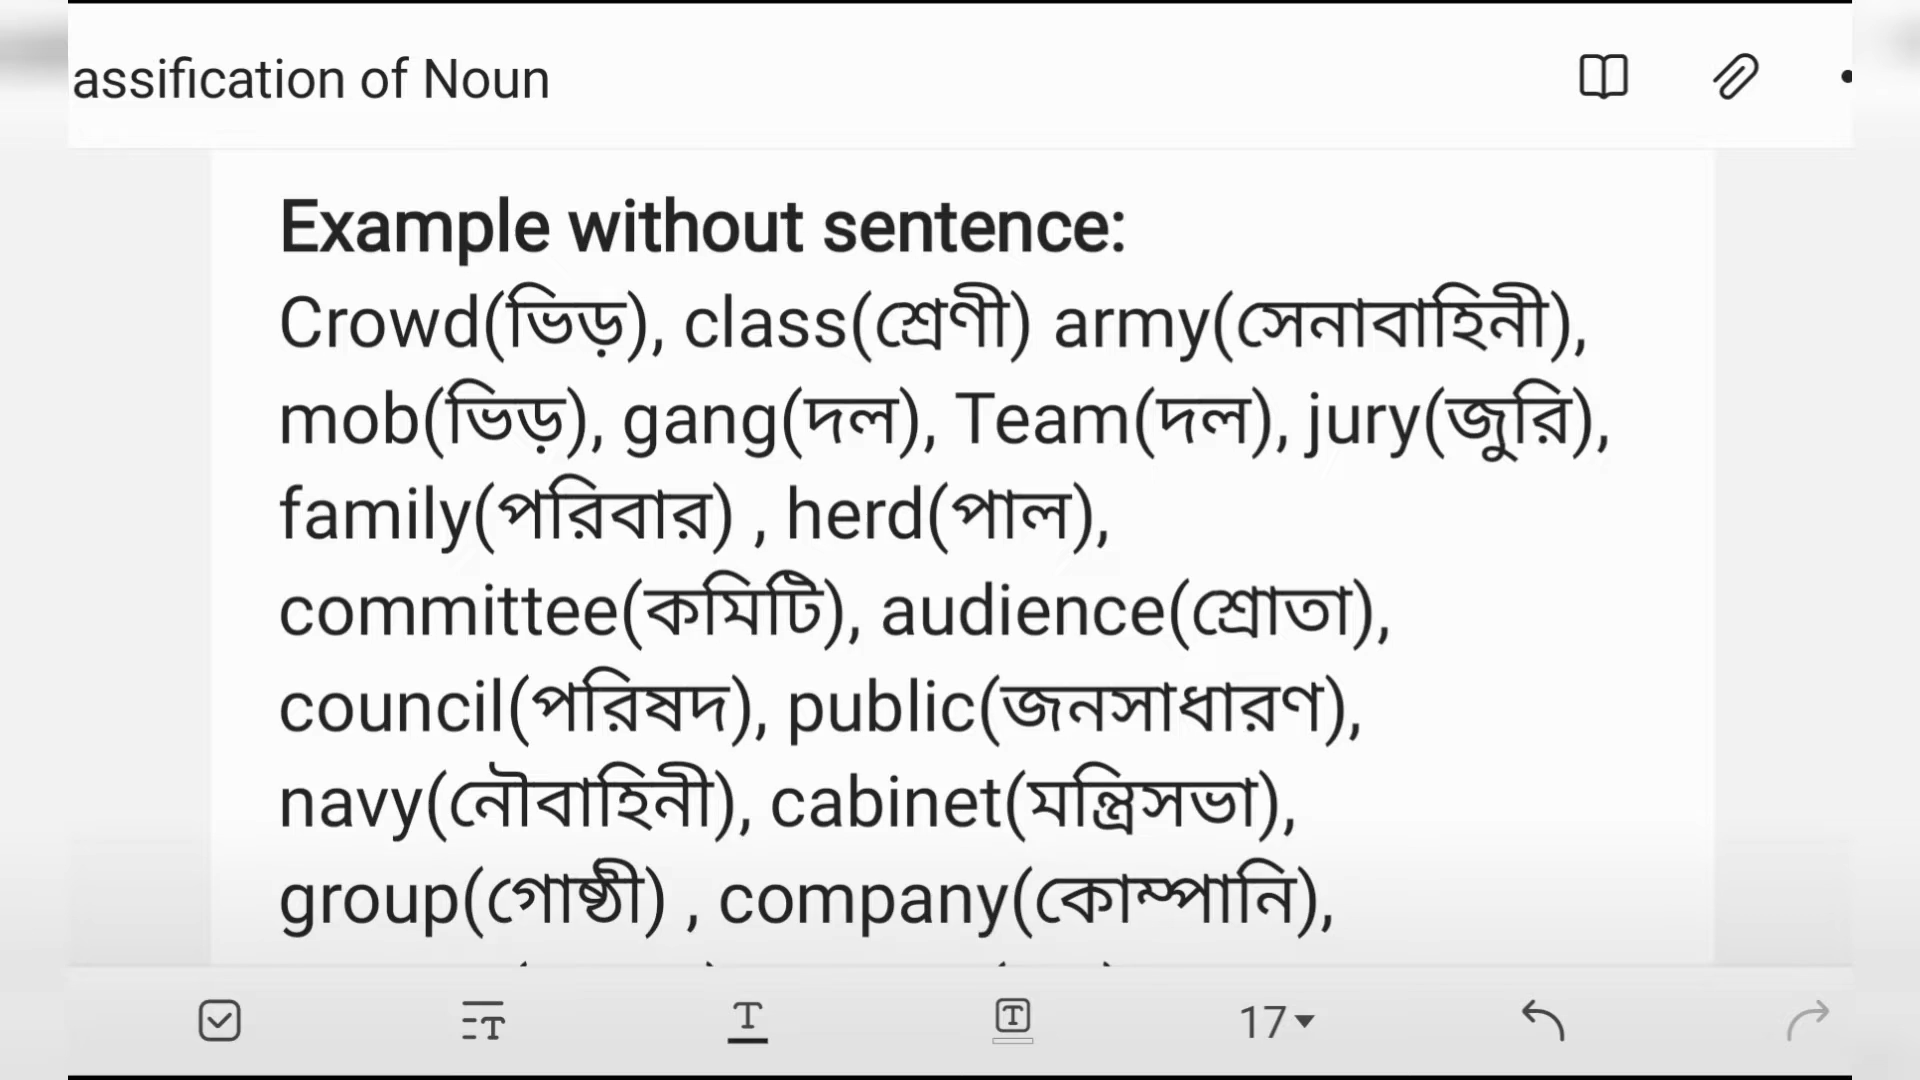 assification of Noun
Example without sentence:
Crowd(ভিড়), class(শ্রেণী) army(সেনাবাহিনী),
mob(ভিড়), gang(দল), Team(দল), jury(জুরি),
family(পরিবার) , herd(পাল),
committee(কমিটি), audience(শ্রোতা),
council(পরিষদ), public(জনসাধারণ),
navy(নৌবাহিনী), cabinet(মন্ত্রিসভা),
group(গোষ্ঠী) , company(কোম্পানি),
17